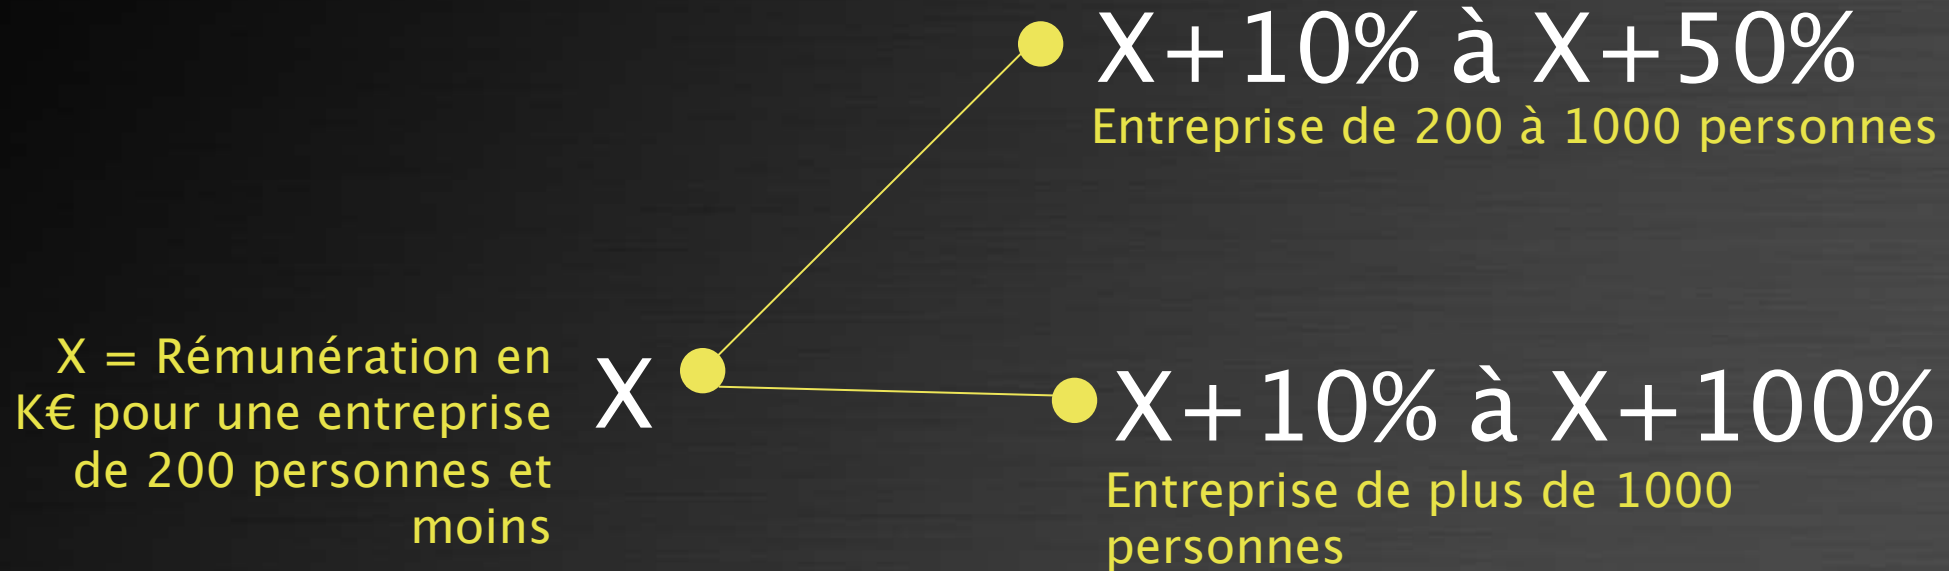 X+10% à X+50%
Entreprise de 200 à 1000 personnes
X = Rémunération en
K€ pour une entreprise
de 200 personnes et
moins
X
X+10% à X+100%
Entreprise de plus de 1000
personnes